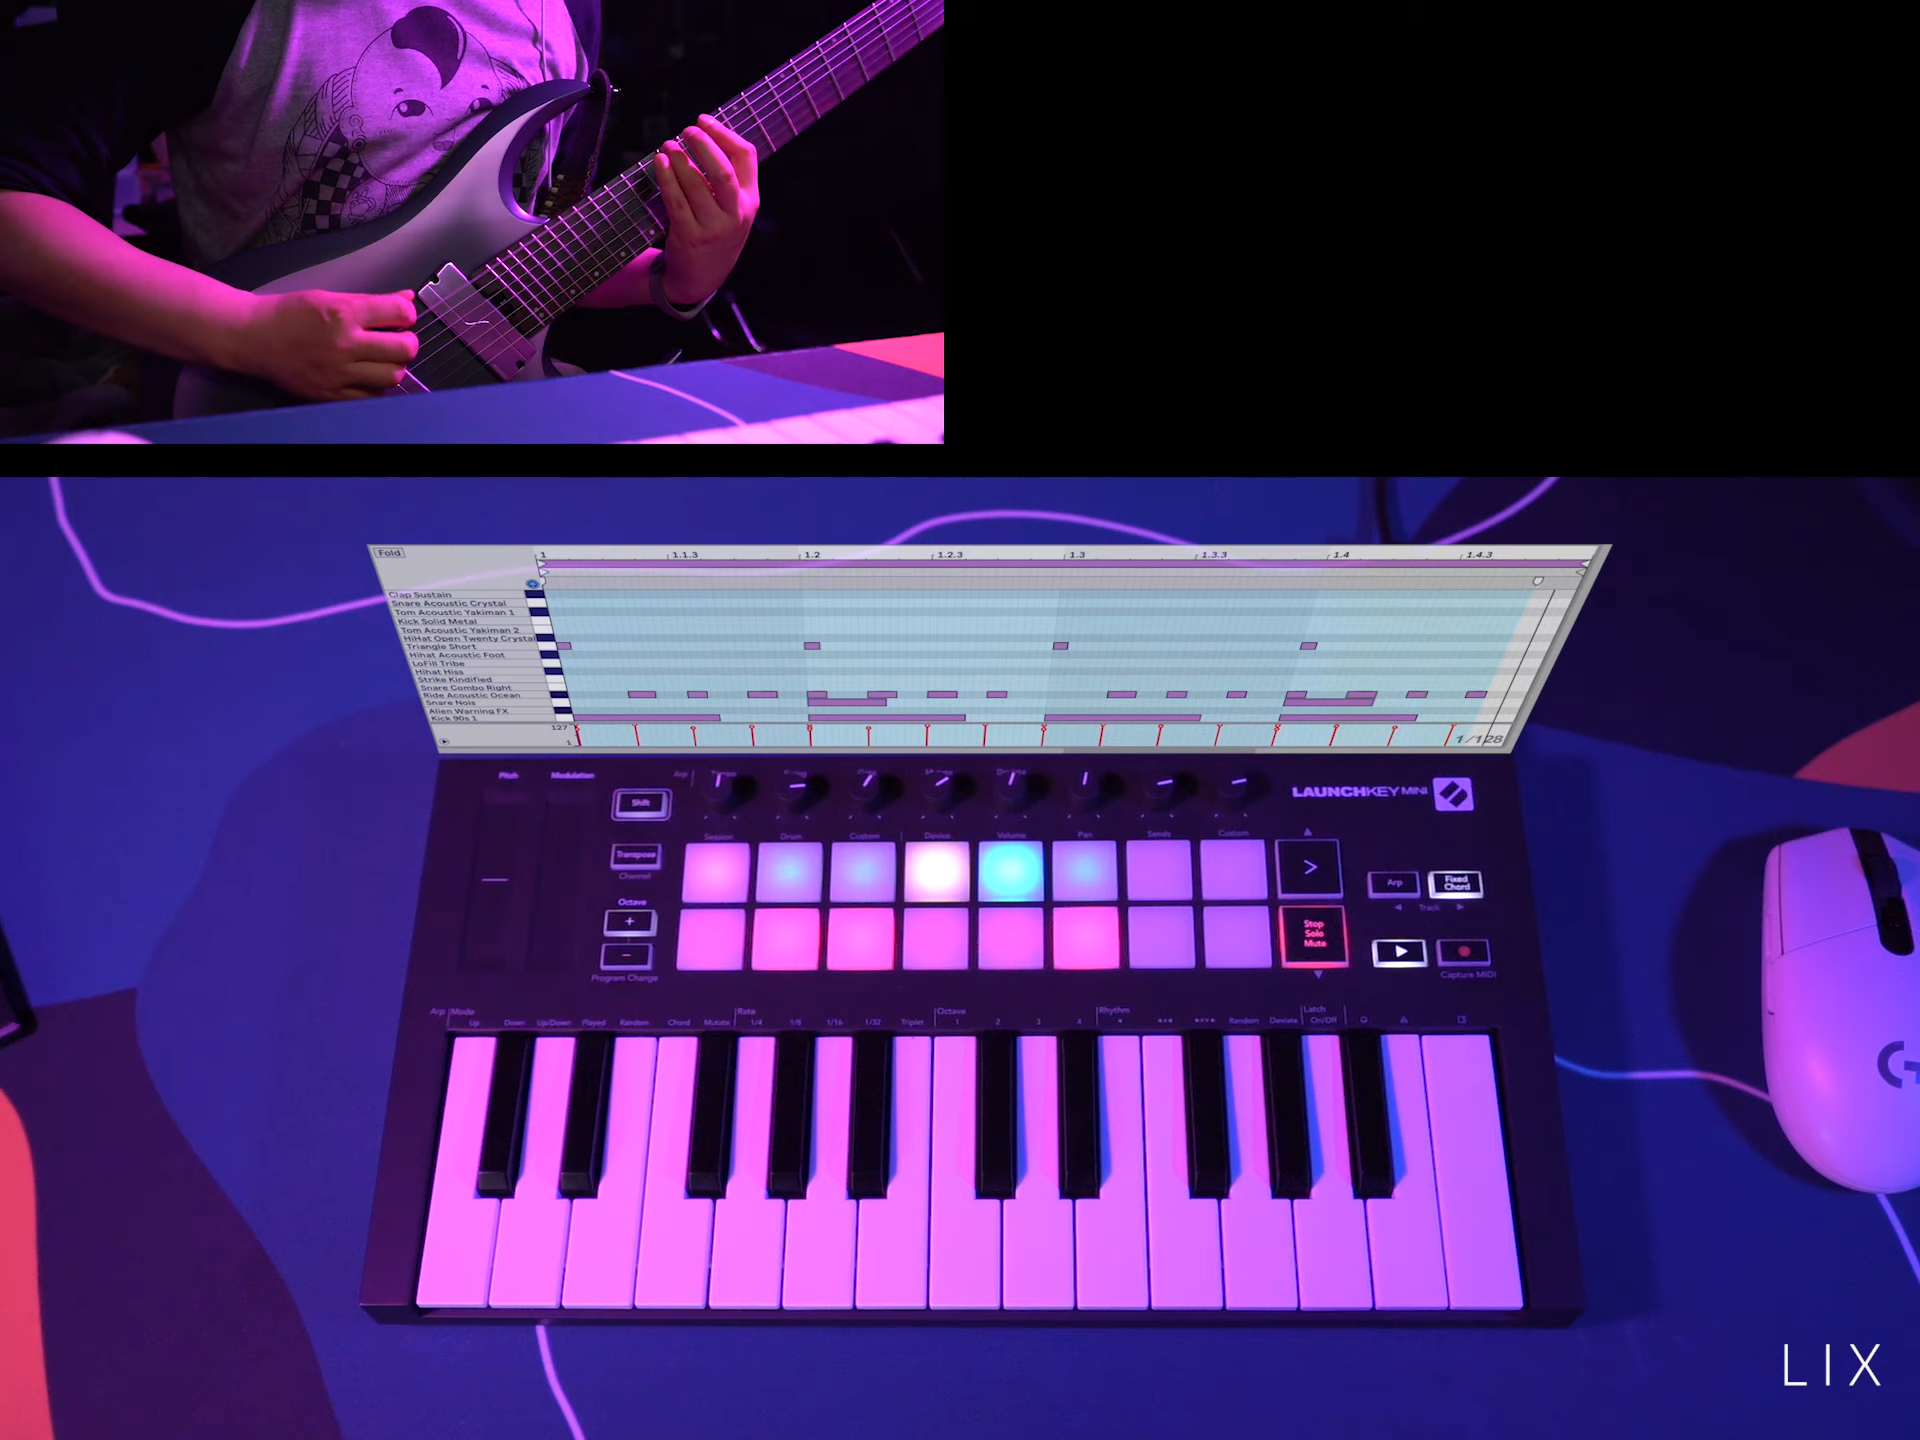 Fold
1 1.1.3 1.2 1.2.3 1.3 1.3.3 1.4 1.4.3
Clap Sustain
Snare Acoustic Crystal
Tom Acoustic Yakiman 1
Kick Solid Metal
Tom Acoustic Yakiman 2
HiHat Open Twenty Crystal
Triangle Short
Hihat Acoustic Foot
LoFill Tribe
Hihat Hiss
Strike Kindified
Snare Combo Right
Ride Acoustic Ocean
Snare Nois
Alien Warning FX
Kick 90s 1
127
1
1/128
Pitch Modulation
Arp
Shift
LAUNCHKEY MINI
Session Drum Custom Device Volume Pan Sends Custom
Transpose
Channel
>
Arp
Fixed
Chord
Track
Octave
+
-
Program Change
Stop
Solo
Mute
Capture MIDI
Arp Mode Rate Octave Rhythm Latch
Up Down Up/Down Played Random Chord Mutate 1/4 1/8 1/16 1/32 Triplet 1 2 3 4 Random Deviate On/Off
G
LIX